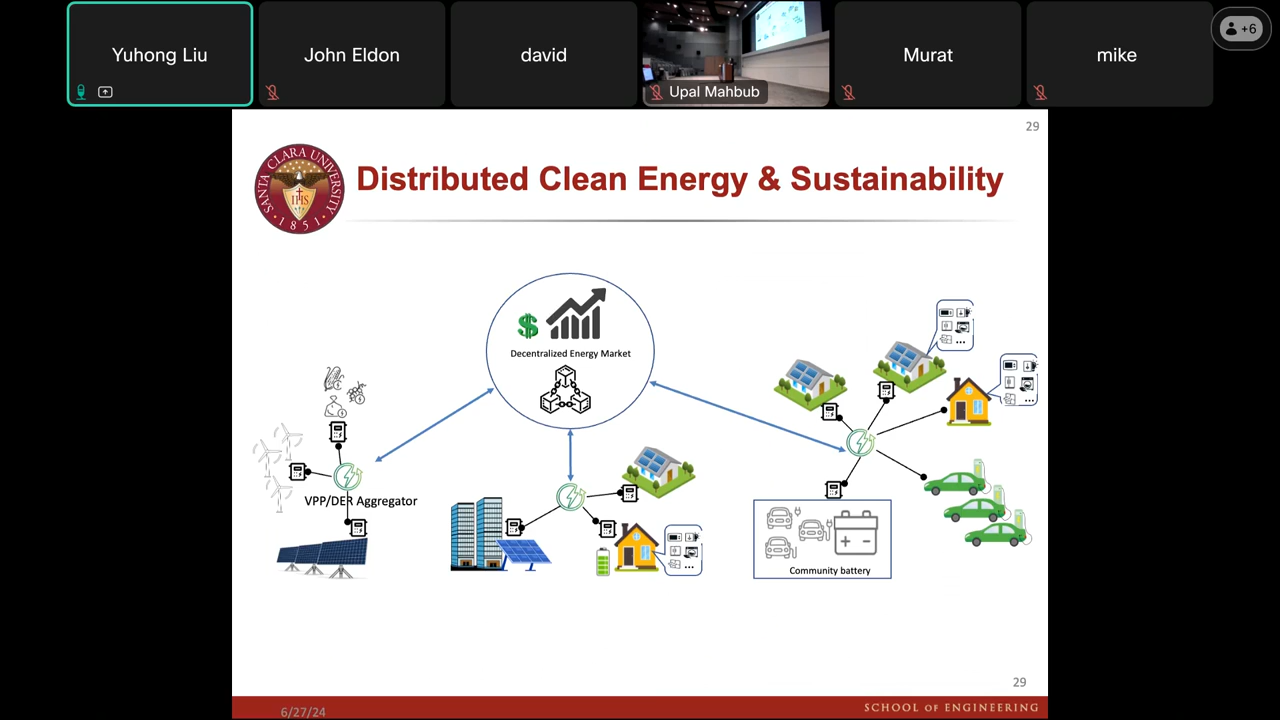 Yuhong Liu
John Eldon
david
Upal Mahbub
Murat
mike
+6
29
SANTA CLARA UNIVERSITY
1851
IHS
Distributed Clean Energy & Sustainability
$
Decentralized Energy Market
VPP/DER Aggregator
...
...
...
Community battery
29
6/27/24
SCHOOL OF ENGINEERING